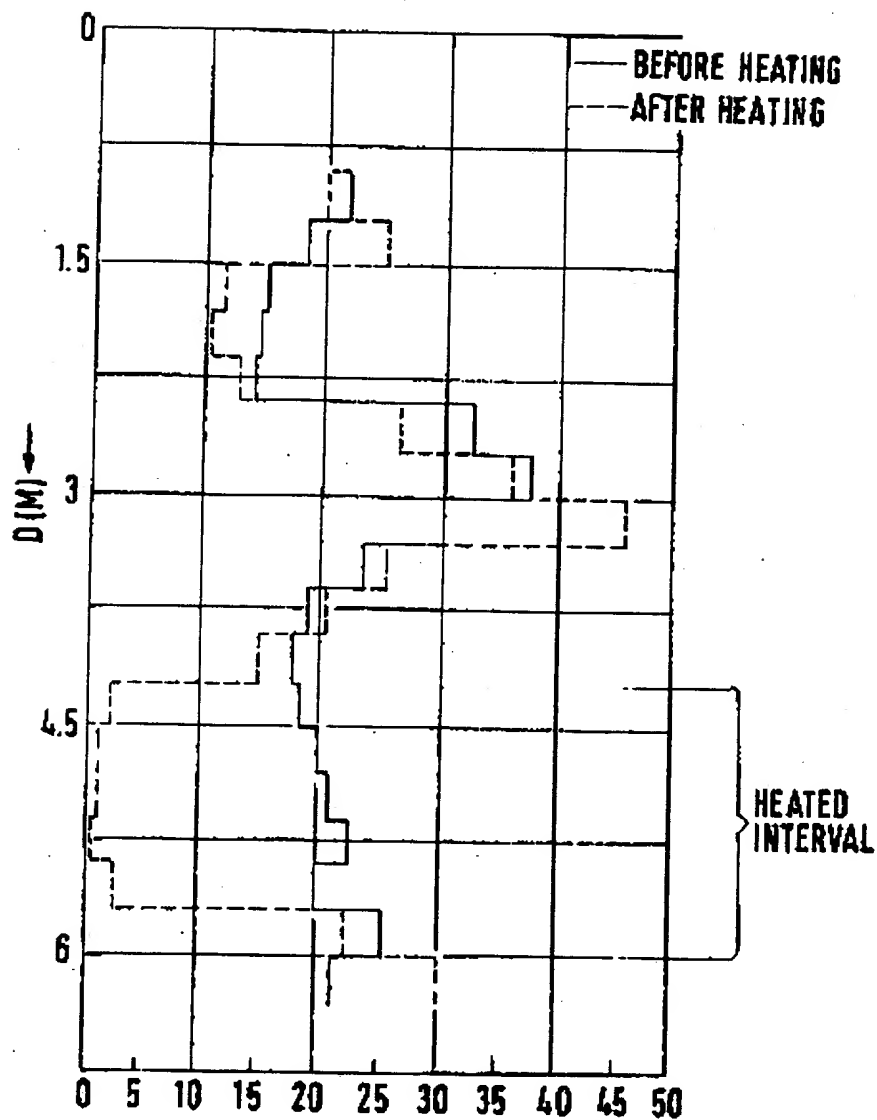 0
BEFORE HEATING
AFTER HEATING
1.5
D(M)
3
4.5
HEATED
INTERVAL
6
0 5 10 15 20 25 30 35 40 45 50